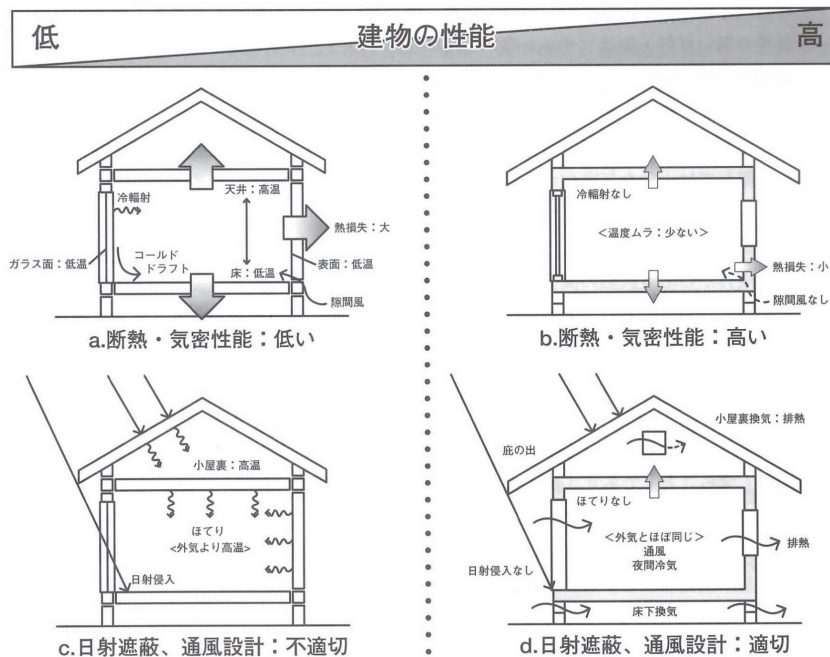 低
建物の性能
高
冷輻射
天井：高温
熱損失：大
ガラス面：低温
コールド
ドラフト
床：低温
表面：低温
隙間風
a.断熱・気密性能：低い
冷輻射なし
<温度ムラ：少ない>
熱損失：小
隙間風なし
b.断熱・気密性能：高い
小屋裏：高温
ほてり
<外気より高温>
日射侵入
c.日射遮蔽、通風設計：不適切
小屋裏換気：排熱
庇の出
ほてりなし
<外気とほぼ同じ>
通風
夜間冷気
排熱
日射侵入なし
床下換気
d.日射遮蔽、通風設計：適切